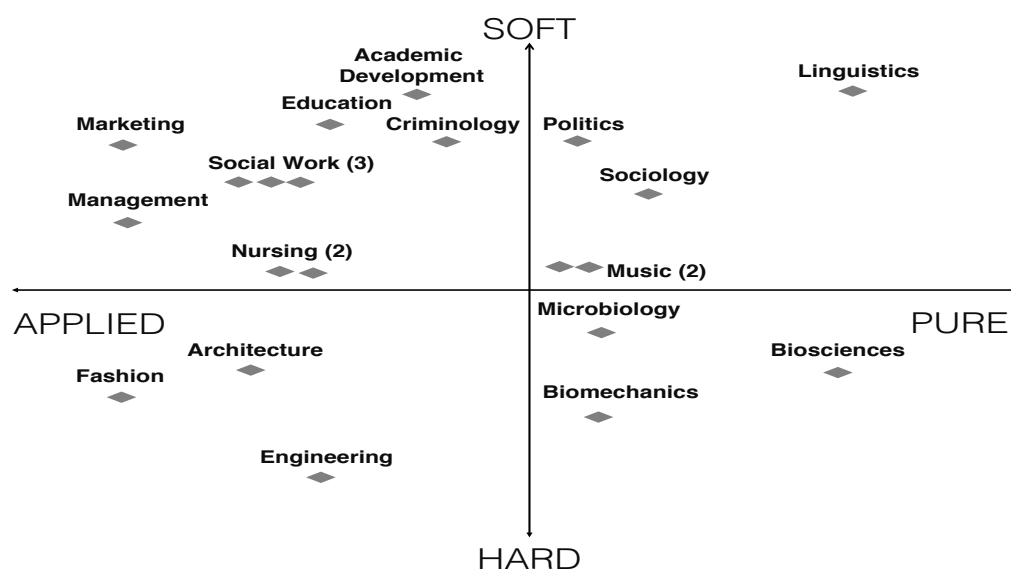 SOFT
Academic
Development
Linguistics
Education
Marketing
Criminology
Politics
Social Work (3)
Sociology
Management
Nursing (2)
Music (2)
Microbiology
APPLIED
PURE
Architecture
Biosciences
Fashion
Biomechanics
Engineering
HARD